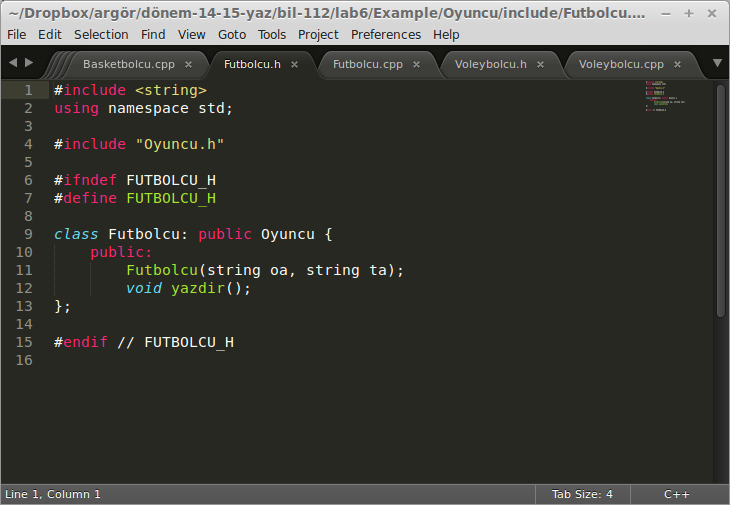 ~/Dropbox/argör/dönem-14-15-yaz/bil-112/lab6/Example/Oyuncu/include/Futbolcu....
File Edit Selection Find View Goto Tools Project Preferences Help
Basketbolcu.cpp × Futbolcu.h × Futbolcu.cpp × Voleybolcu.h × Voleybolcu.cpp ×
1 #include <string>
2 using namespace std;
3
4 #include "Oyuncu.h"
5
6 #ifndef FUTBOLCU_H
7 #define FUTBOLCU_H
8
9 class Futbolcu: public Oyuncu {
10 public:
11 Futbolcu(string oa, string ta);
12 void yazdir();
13 };
14
15 #endif // FUTBOLCU_H
16
Line 1, Column 1 Tab Size: 4 C++